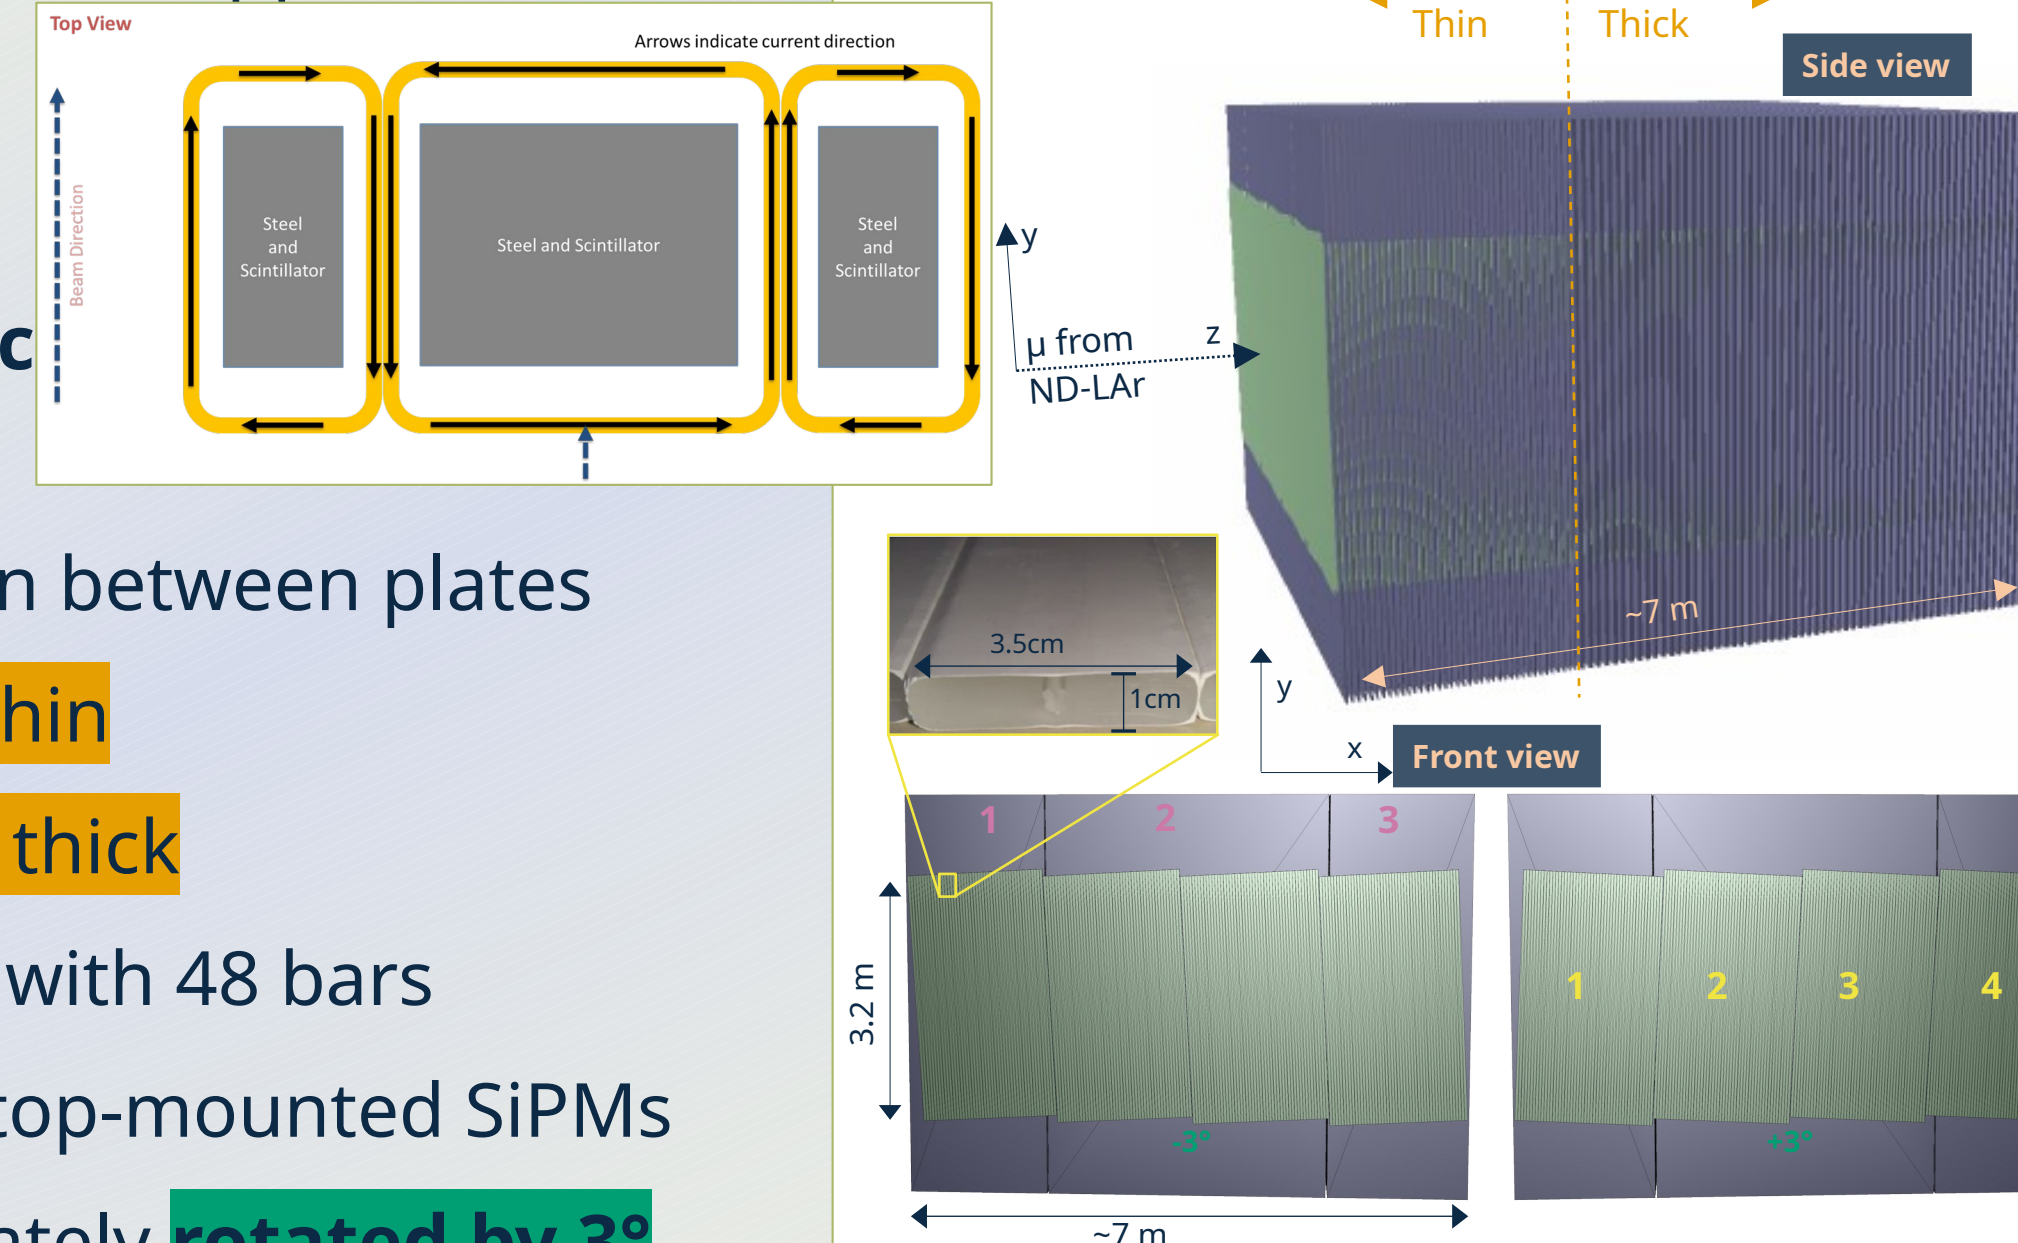 Top View
Arrows indicate current direction
Beam Direction
Steel
and
Scintillator
Steel and Scintillator
Steel
and
Scintillator
c
n between plates
hin
thick
with 48 bars
top-mounted SiPMs
ately rotated by 3°
Thin
Thick
Side view
y
µ from
z
ND-LAr
~7 m
3.5cm
1cm
y
x
Front view
1
2
3
3.2 m
-3°
1
2
3
4
+3°
~7 m